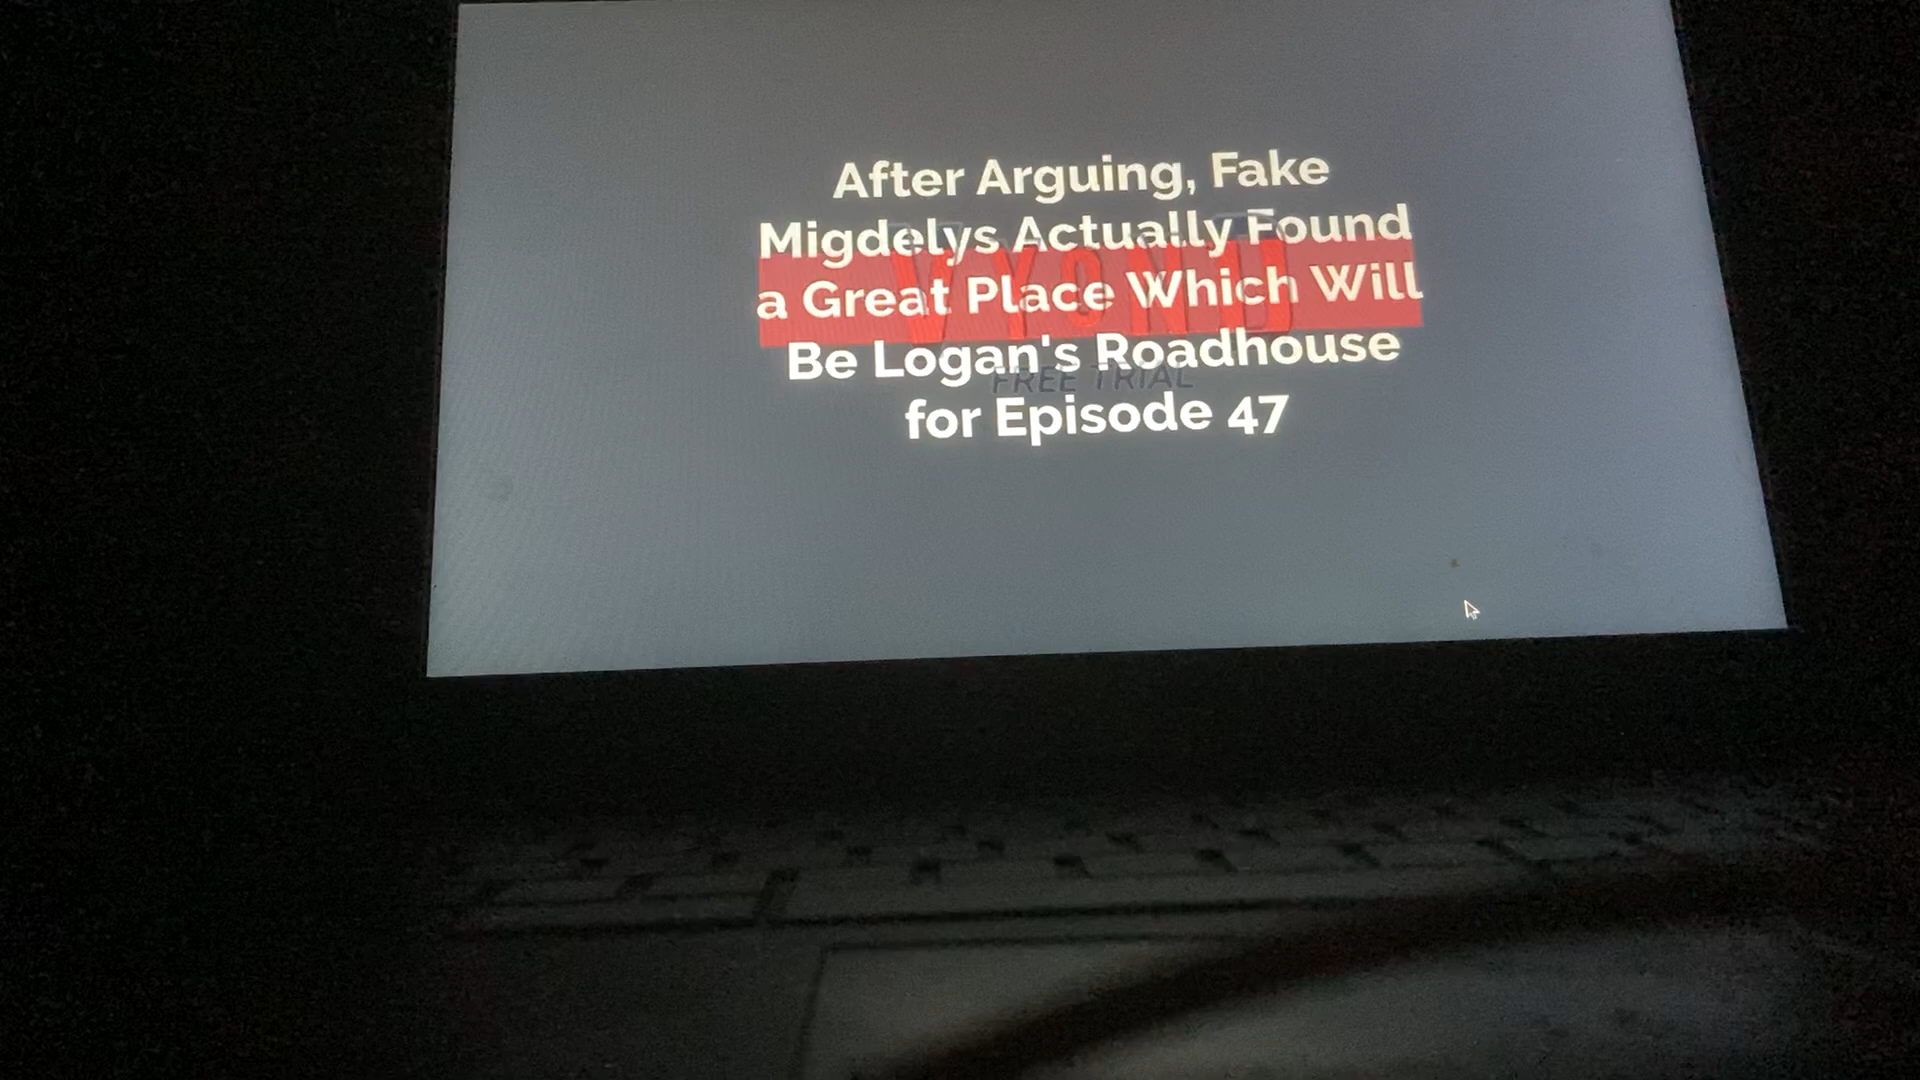 After Arguing, Fake
Migdelys Actually Found
a Great Place Which Will
Be Logan's Roadhouse
for Episode 47
VYOND
FREE TRIAL